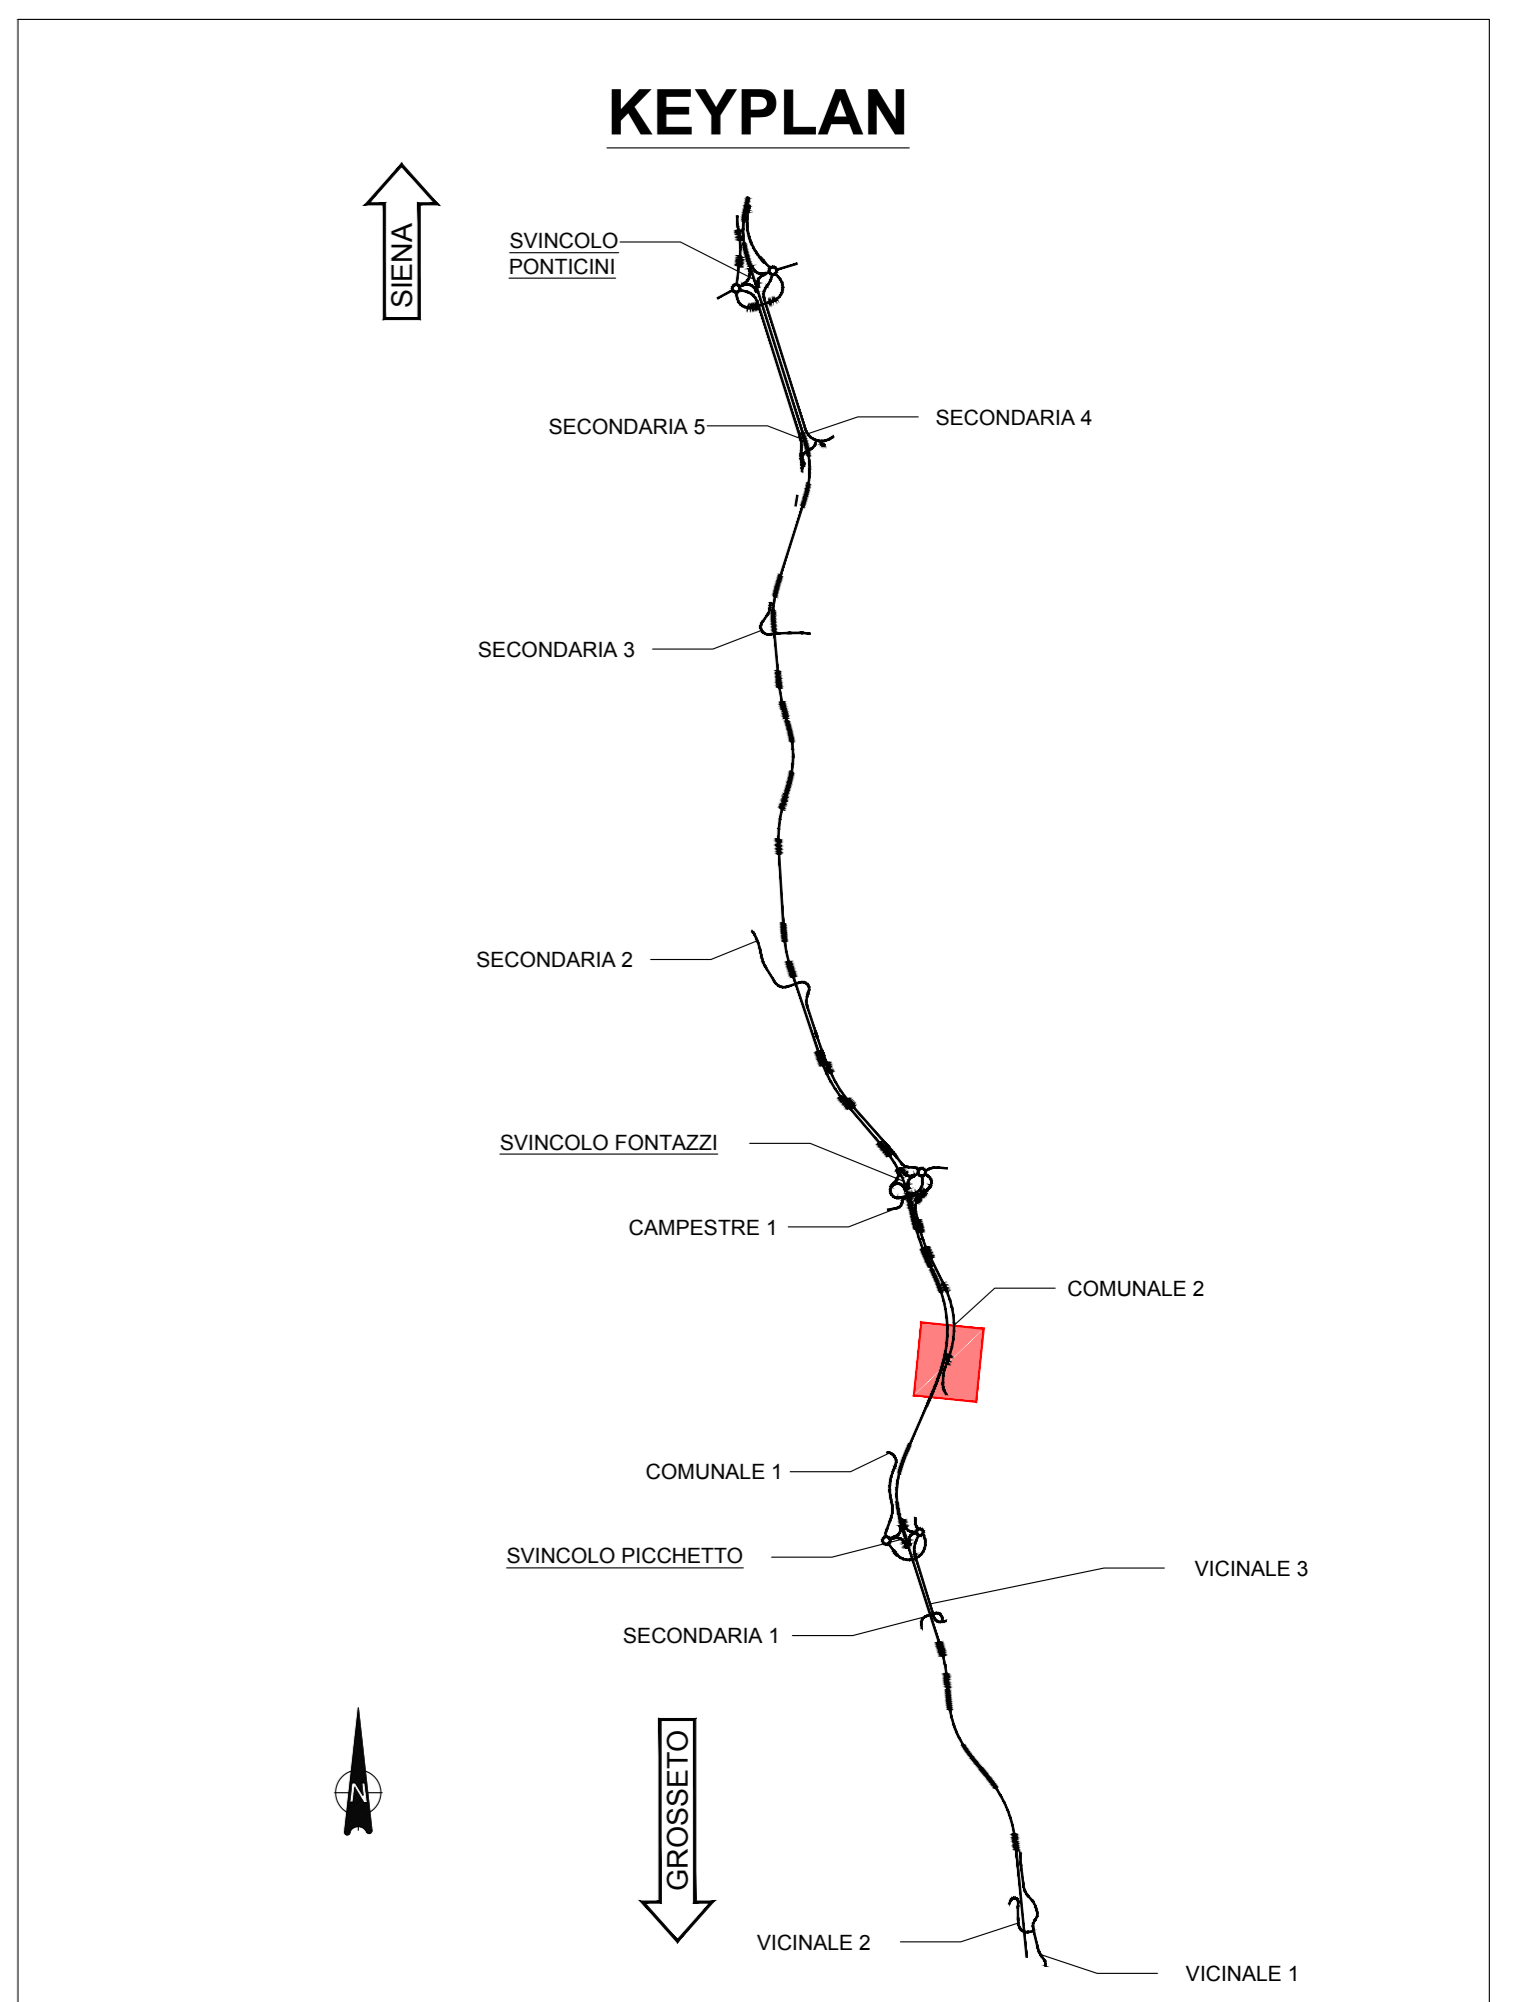 KEYPLAN
SIENA
SVINCOLO
PONTICINI
SECONDARIA 5
SECONDARIA 4
SECONDARIA 3
SECONDARIA 2
SVINCOLO FONTAZZI
CAMPESTRE 1
COMUNALE 2
COMUNALE 1
SVINCOLO PICCHETTO
VICINALE 3
SECONDARIA 1
N
GROSSETO
VICINALE 2
VICINALE 1